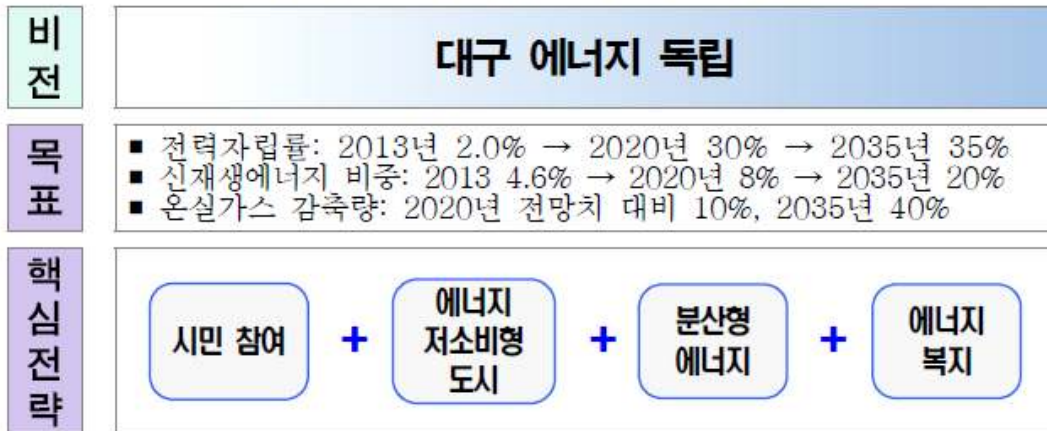 비전
대구 에너지 독립
목표
■ 전력자립률: 2013년 2.0% → 2020년 30% → 2035년 35%
■ 신재생에너지 비중: 2013 4.6% → 2020년 8% → 2035년 20%
■ 온실가스 감축량: 2020년 전망치 대비 10%, 2035년 40%
핵심전략
시민 참여
+
에너지
저소비형
도시
+
분산형
에너지
+
에너지
복지